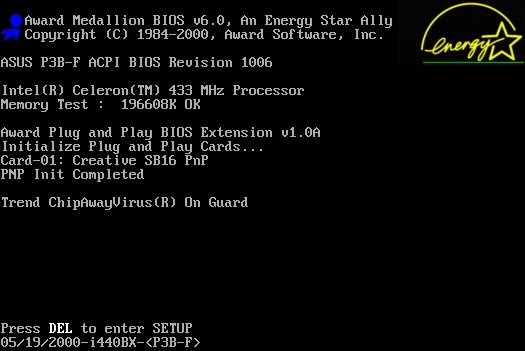 Award Medallion BIOS v6.0, An Energy Star Ally
Copyright (C) 1984-2000, Award Software, Inc.
energy
ASUS P3B-F ACPI BIOS Revision 1006
Intel(R) Celeron(TM) 433 MHz Processor
Memory Test :  196608K OK
Award Plug and Play BIOS Extension v1.0A
Initialize Plug and Play Cards...
Card-01: Creative SB16 PnP
PNP Init Completed
Trend ChipAwayVirus(R) On Guard
Press DEL to enter SETUP
05/19/2000-i440BX-<P3B-F>